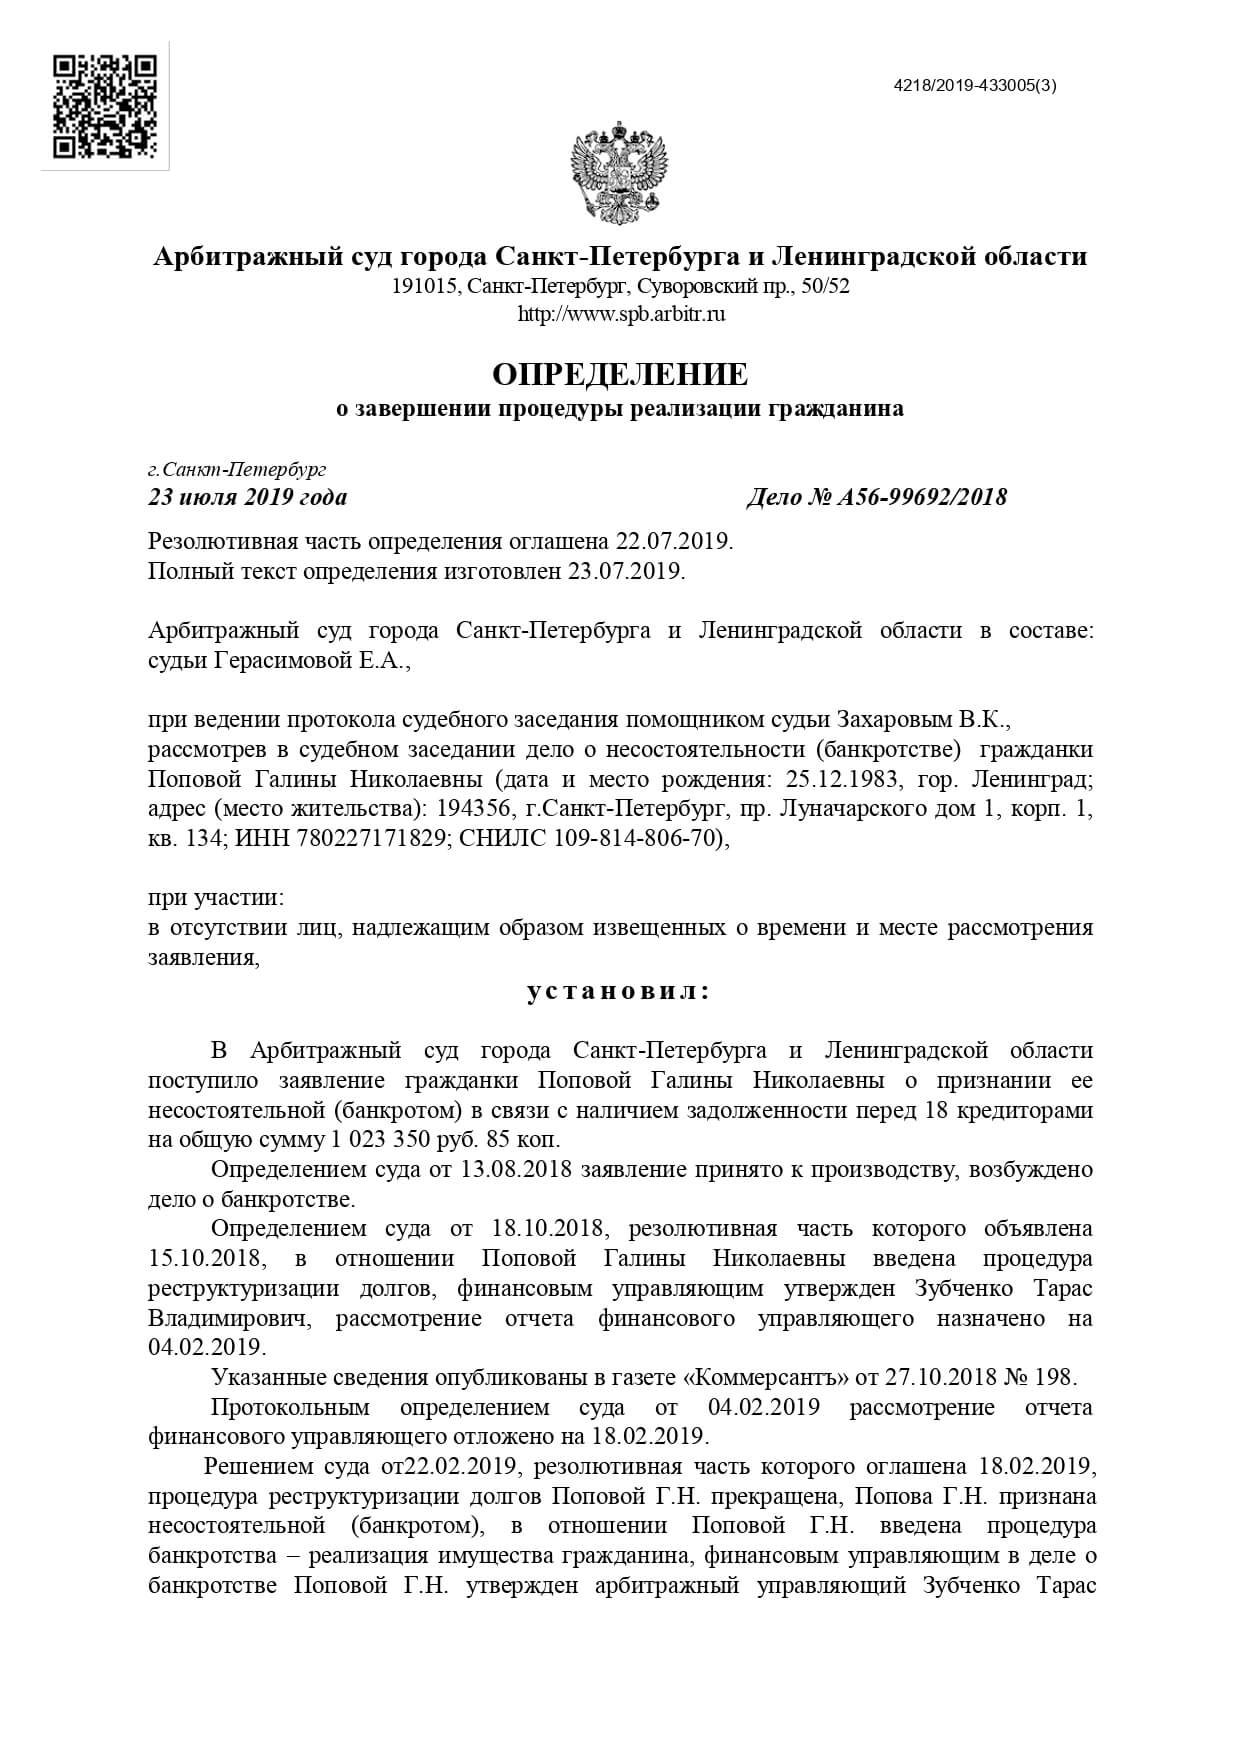 4218/2019-433005(3)
Арбитражный суд города Санкт-Петербурга и Ленинградской области
191015, Санкт-Петербург, Суворовский пр., 50/52
http://www.spb.arbitr.ru
ОПРЕДЕЛЕНИЕ
о завершении процедуры реализации гражданина
г.Санкт-Петербург
23 июля 2019 года Дело № А56-99692/2018
Резолютивная часть определения оглашена 22.07.2019.
Полный текст определения изготовлен 23.07.2019.
Арбитражный суд города Санкт-Петербурга и Ленинградской области в составе:
судьи Герасимовой Е.А.,
при ведении протокола судебного заседания помощником судьи Захаровым В.К.,
рассмотрев в судебном заседании дело о несостоятельности (банкротстве) гражданки
Поповой Галины Николаевны (дата и место рождения: 25.12.1983, гор. Ленинград;
адрес (место жительства): 194356, г.Санкт-Петербург, пр. Луначарского дом 1, корп. 1,
кв. 134; ИНН 780227171829; СНИЛС 109-814-806-70),
при участии:
в отсутствии лиц, надлежащим образом извещенных о времени и месте рассмотрения
заявления,
установил:
В Арбитражный суд города Санкт-Петербурга и Ленинградской области
поступило заявление гражданки Поповой Галины Николаевны о признании ее
несостоятельной (банкротом) в связи с наличием задолженности перед 18 кредиторами
на общую сумму 1 023 350 руб. 85 коп.
Определением суда от 13.08.2018 заявление принято к производству, возбуждено
дело о банкротстве.
Определением суда от 18.10.2018, резолютивная часть которого объявлена
15.10.2018, в отношении Поповой Галины Николаевны введена процедура
реструктуризации долгов, финансовым управляющим утвержден Зубченко Тарас
Владимирович, рассмотрение отчета финансового управляющего назначено на
04.02.2019.
Указанные сведения опубликованы в газете «Коммерсантъ» от 27.10.2018 № 198.
Протокольным определением суда от 04.02.2019 рассмотрение отчета
финансового управляющего отложено на 18.02.2019.
Решением суда от22.02.2019, резолютивная часть которого оглашена 18.02.2019,
процедура реструктуризации долгов Поповой Г.Н. прекращена, Попова Г.Н. признана
несостоятельной (банкротом), в отношении Поповой Г.Н. введена процедура
банкротства – реализация имущества гражданина, финансовым управляющим в деле о
банкротстве Поповой Г.Н. утвержден арбитражный управляющий Зубченко Тарас